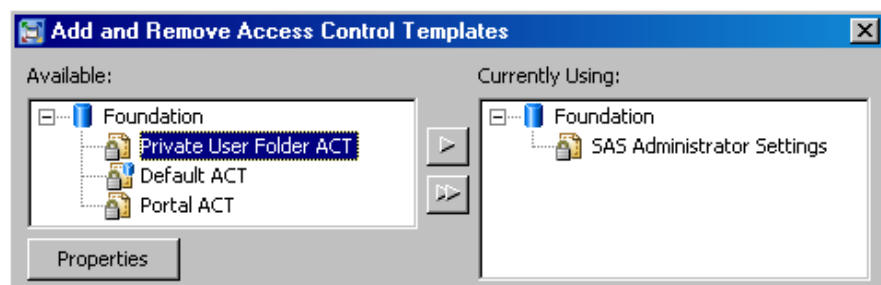 Add and Remove Access Control Templates
Available:
Currently Using:
Foundation
Private User Folder ACT
Default ACT
Portal ACT
Foundation
SAS Administrator Settings
Properties